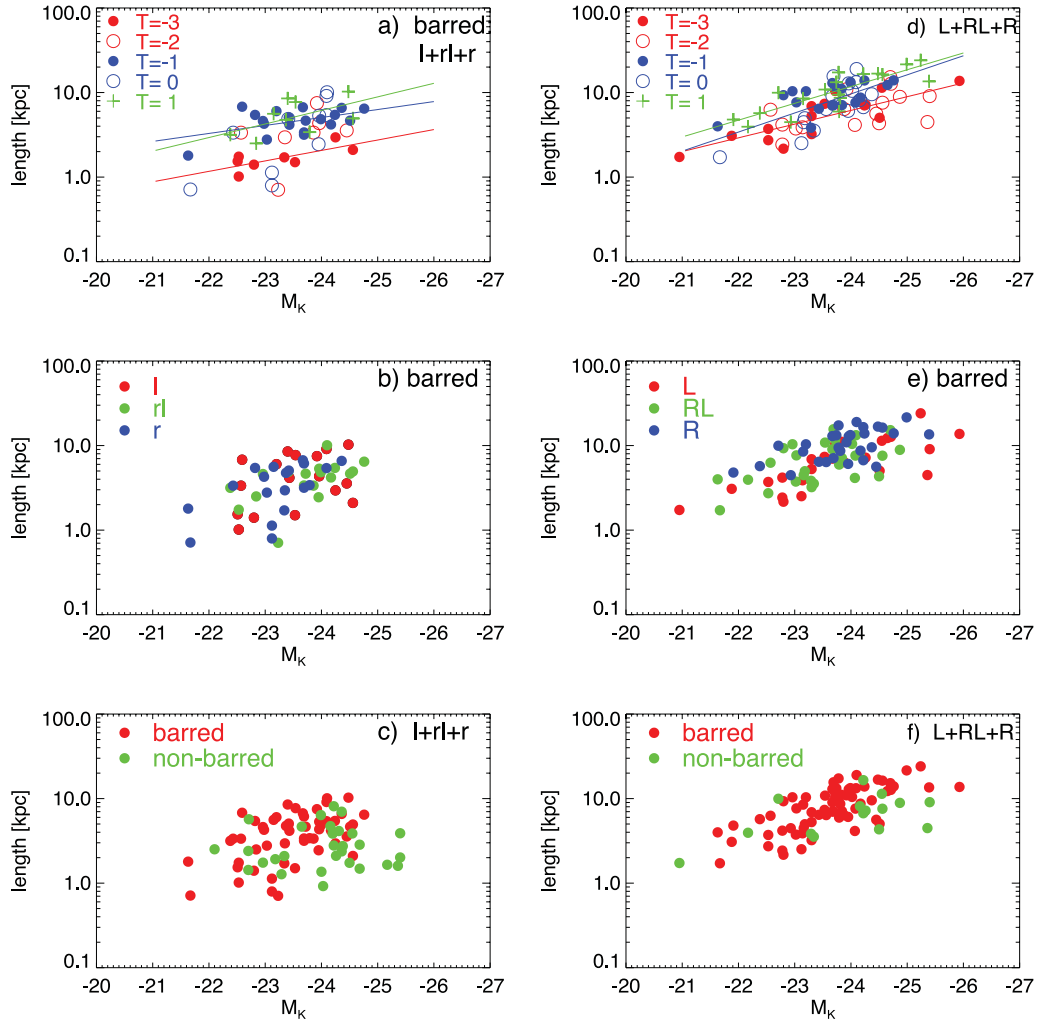 100.0
10.0
1.0
0.1
length [kpc]
T=-3
T=-2
T=-1
T= 0
T= 1
a) barred
l+rl+r
-20 -21 -22 -23 -24 -25 -26 -27
M_K
100.0
10.0
1.0
0.1
length [kpc]
T=-3
T=-2
T=-1
T= 0
T= 1
d) L+RL+R
-20 -21 -22 -23 -24 -25 -26 -27
M_K
100.0
10.0
1.0
0.1
length [kpc]
l
rl
r
b) barred
-20 -21 -22 -23 -24 -25 -26 -27
M_K
100.0
10.0
1.0
0.1
length [kpc]
L
RL
R
e) barred
-20 -21 -22 -23 -24 -25 -26 -27
M_K
100.0
10.0
1.0
0.1
length [kpc]
barred
non-barred
c) l+rl+r
-20 -21 -22 -23 -24 -25 -26 -27
M_K
100.0
10.0
1.0
0.1
length [kpc]
barred
non-barred
f) L+RL+R
-20 -21 -22 -23 -24 -25 -26 -27
M_K